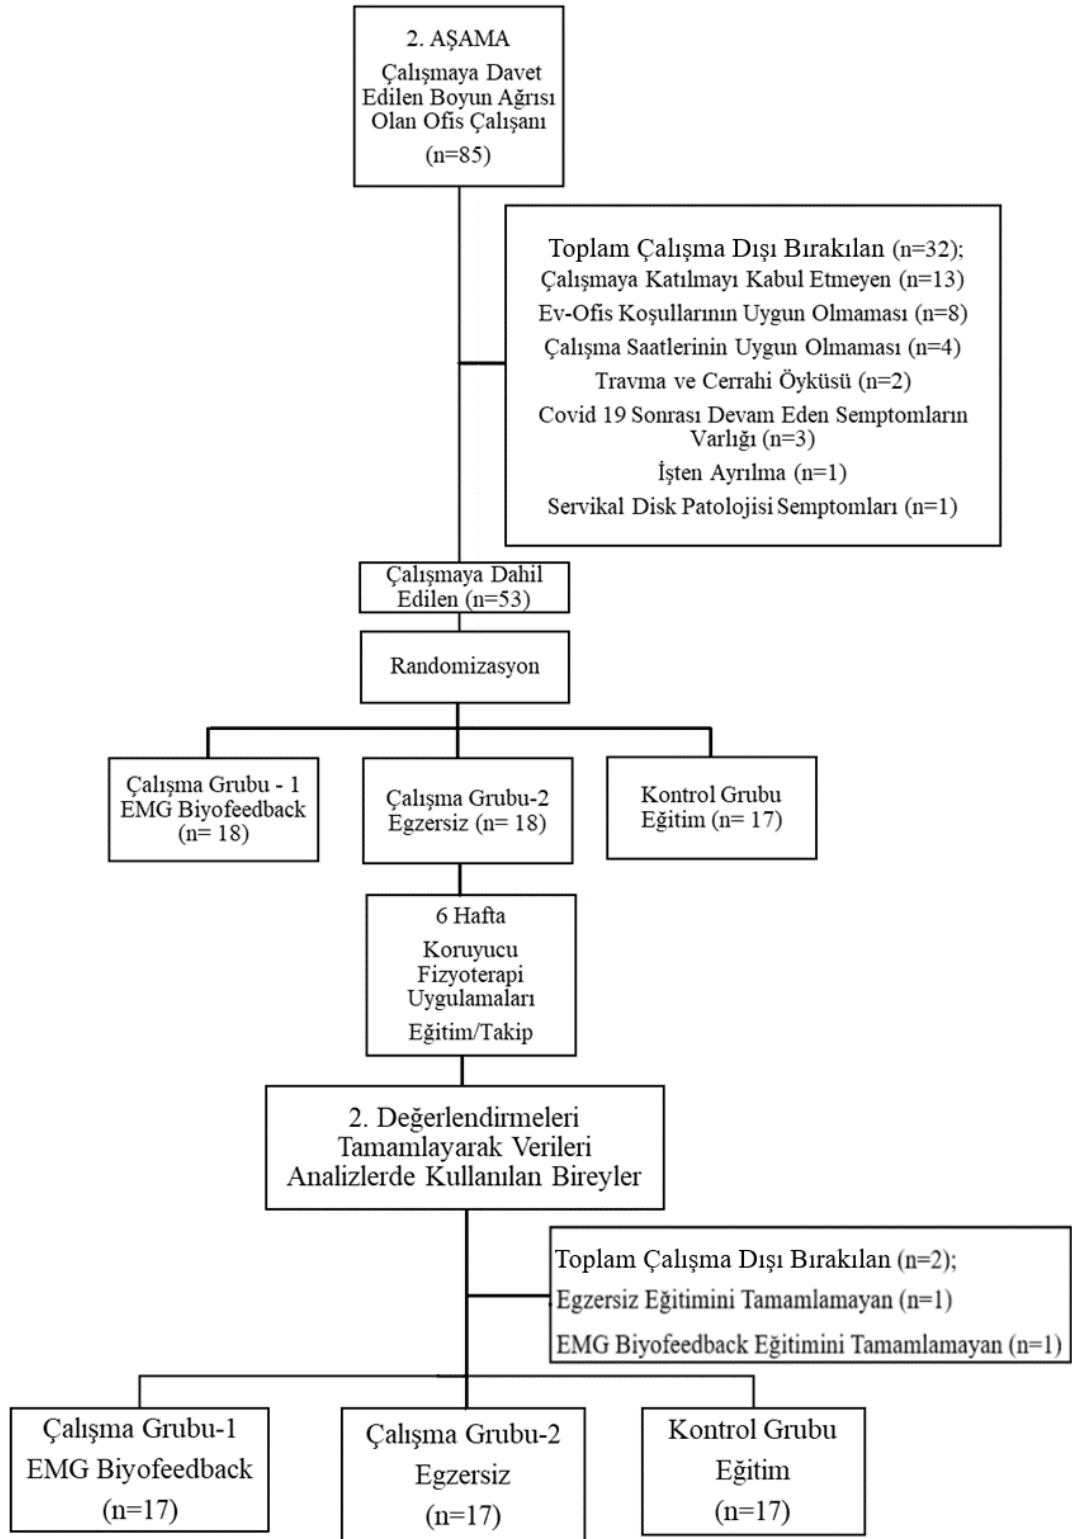 2. AŞAMA
Çalışmaya Davet
Edilen Boyun Ağrısı
Olan Ofis Çalışanı
(n=85)
Toplam Çalışma Dışı Bırakılan (n=32);
Çalışmaya Katılmayı Kabul Etmeyen (n=13)
Ev-Ofis Koşullarının Uygun Olmaması (n=8)
Çalışma Saatlerinin Uygun Olmaması (n=4)
Travma ve Cerrahi Öyküsü (n=2)
Covid 19 Sonrası Devam Eden Semptomların
Varlığı (n=3)
İşten Ayrılma (n=1)
Servikal Disk Patolojisi Semptomları (n=1)
Çalışmaya Dahil
Edilen (n=53)
Randomizasyon
Çalışma Grubu - 1
EMG Biyofeedback
(n= 18)
Çalışma Grubu-2
Egzersiz (n= 18)
Kontrol Grubu
Eğitim (n= 17)
6 Hafta
Koruyucu
Fizyoterapi
Uygulamaları
Eğitim/Takip
2. Değerlendirmeleri
Tamamlayarak Verileri
Analizlerde Kullanılan Bireyler
Toplam Çalışma Dışı Bırakılan (n=2);
Egzersiz Eğitimini Tamamlamayan (n=1)
EMG Biyofeedback Eğitimini Tamamlamayan (n=1)
Çalışma Grubu-1
EMG Biyofeedback
(n=17)
Çalışma Grubu-2
Egzersiz
(n=17)
Kontrol Grubu
Eğitim
(n=17)